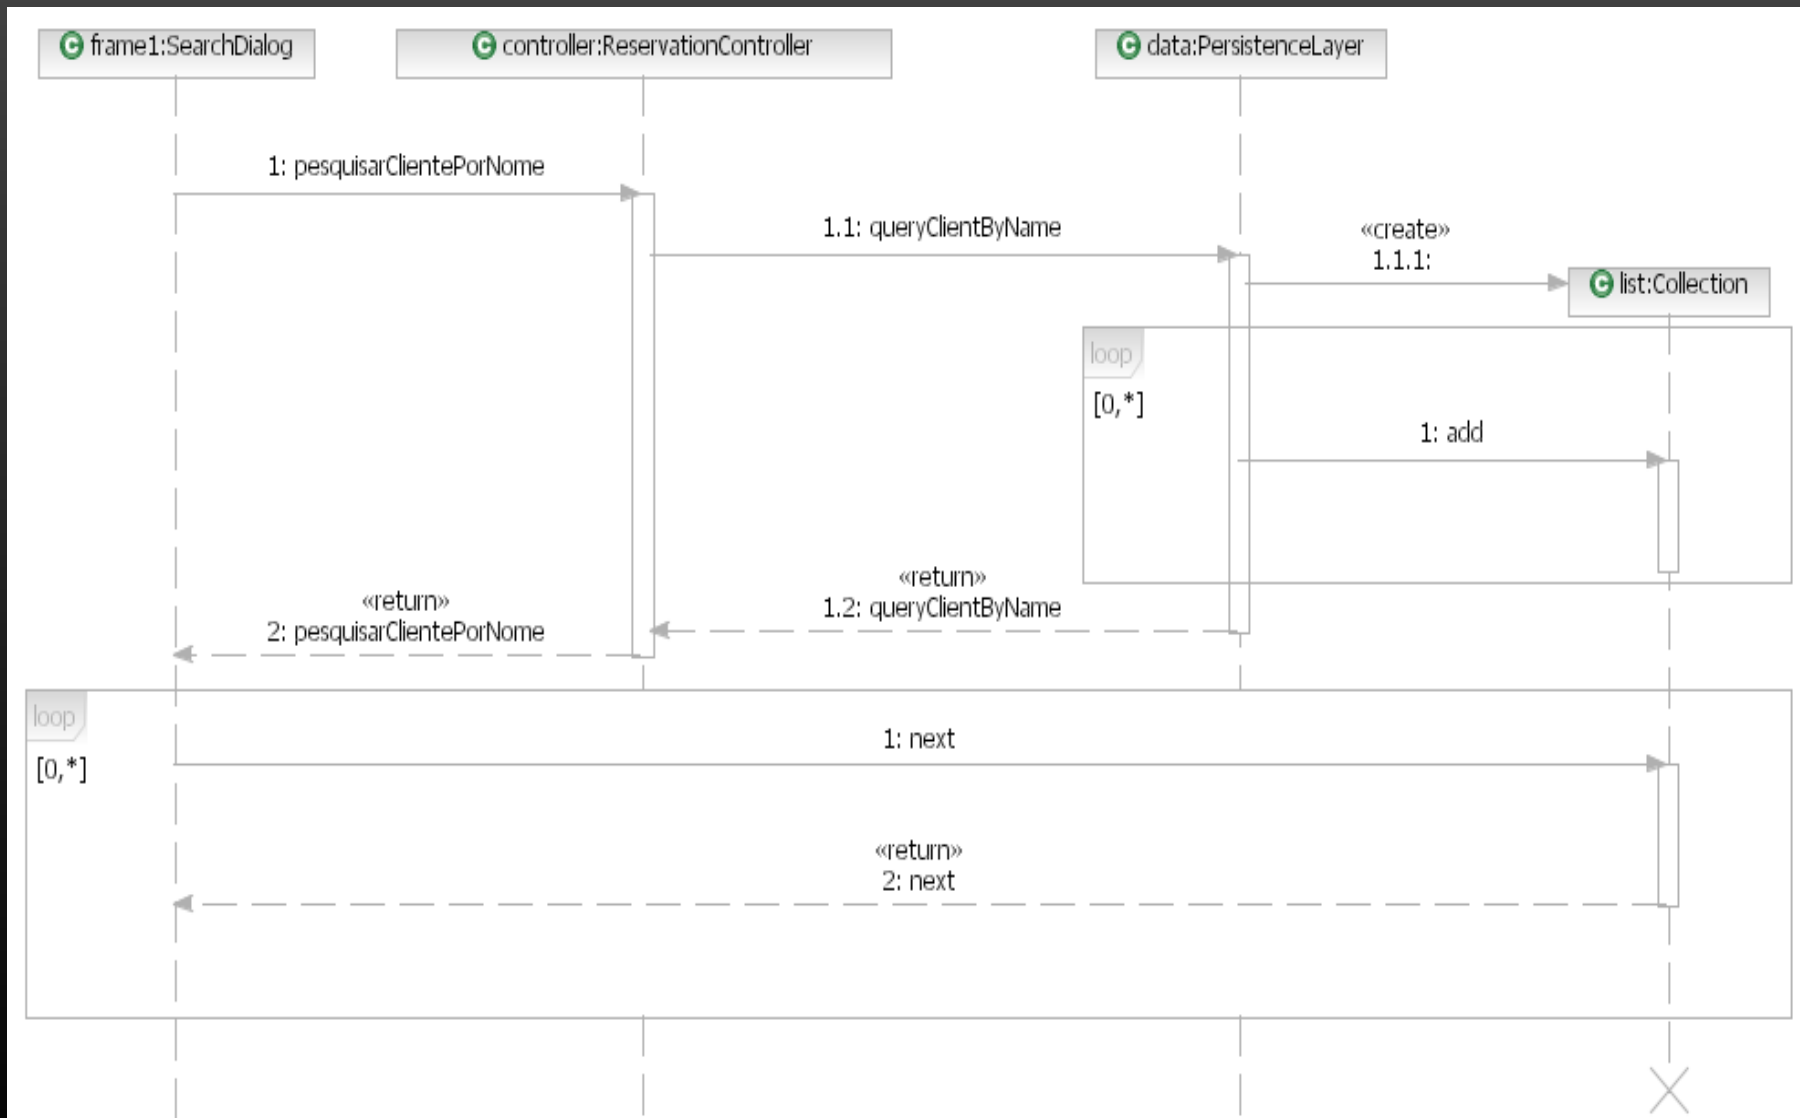 frame1:SearchDialog
controller:ReservationController
data:PersistenceLayer
1: pesquisarClientePorNome
1.1: queryClientByName
«create»
1.1.1:
list:Collection
loop
[0,*]
1: add
«return»
1.2: queryClientByName
«return»
2: pesquisarClientePorNome
loop
[0,*]
1: next
«return»
2: next